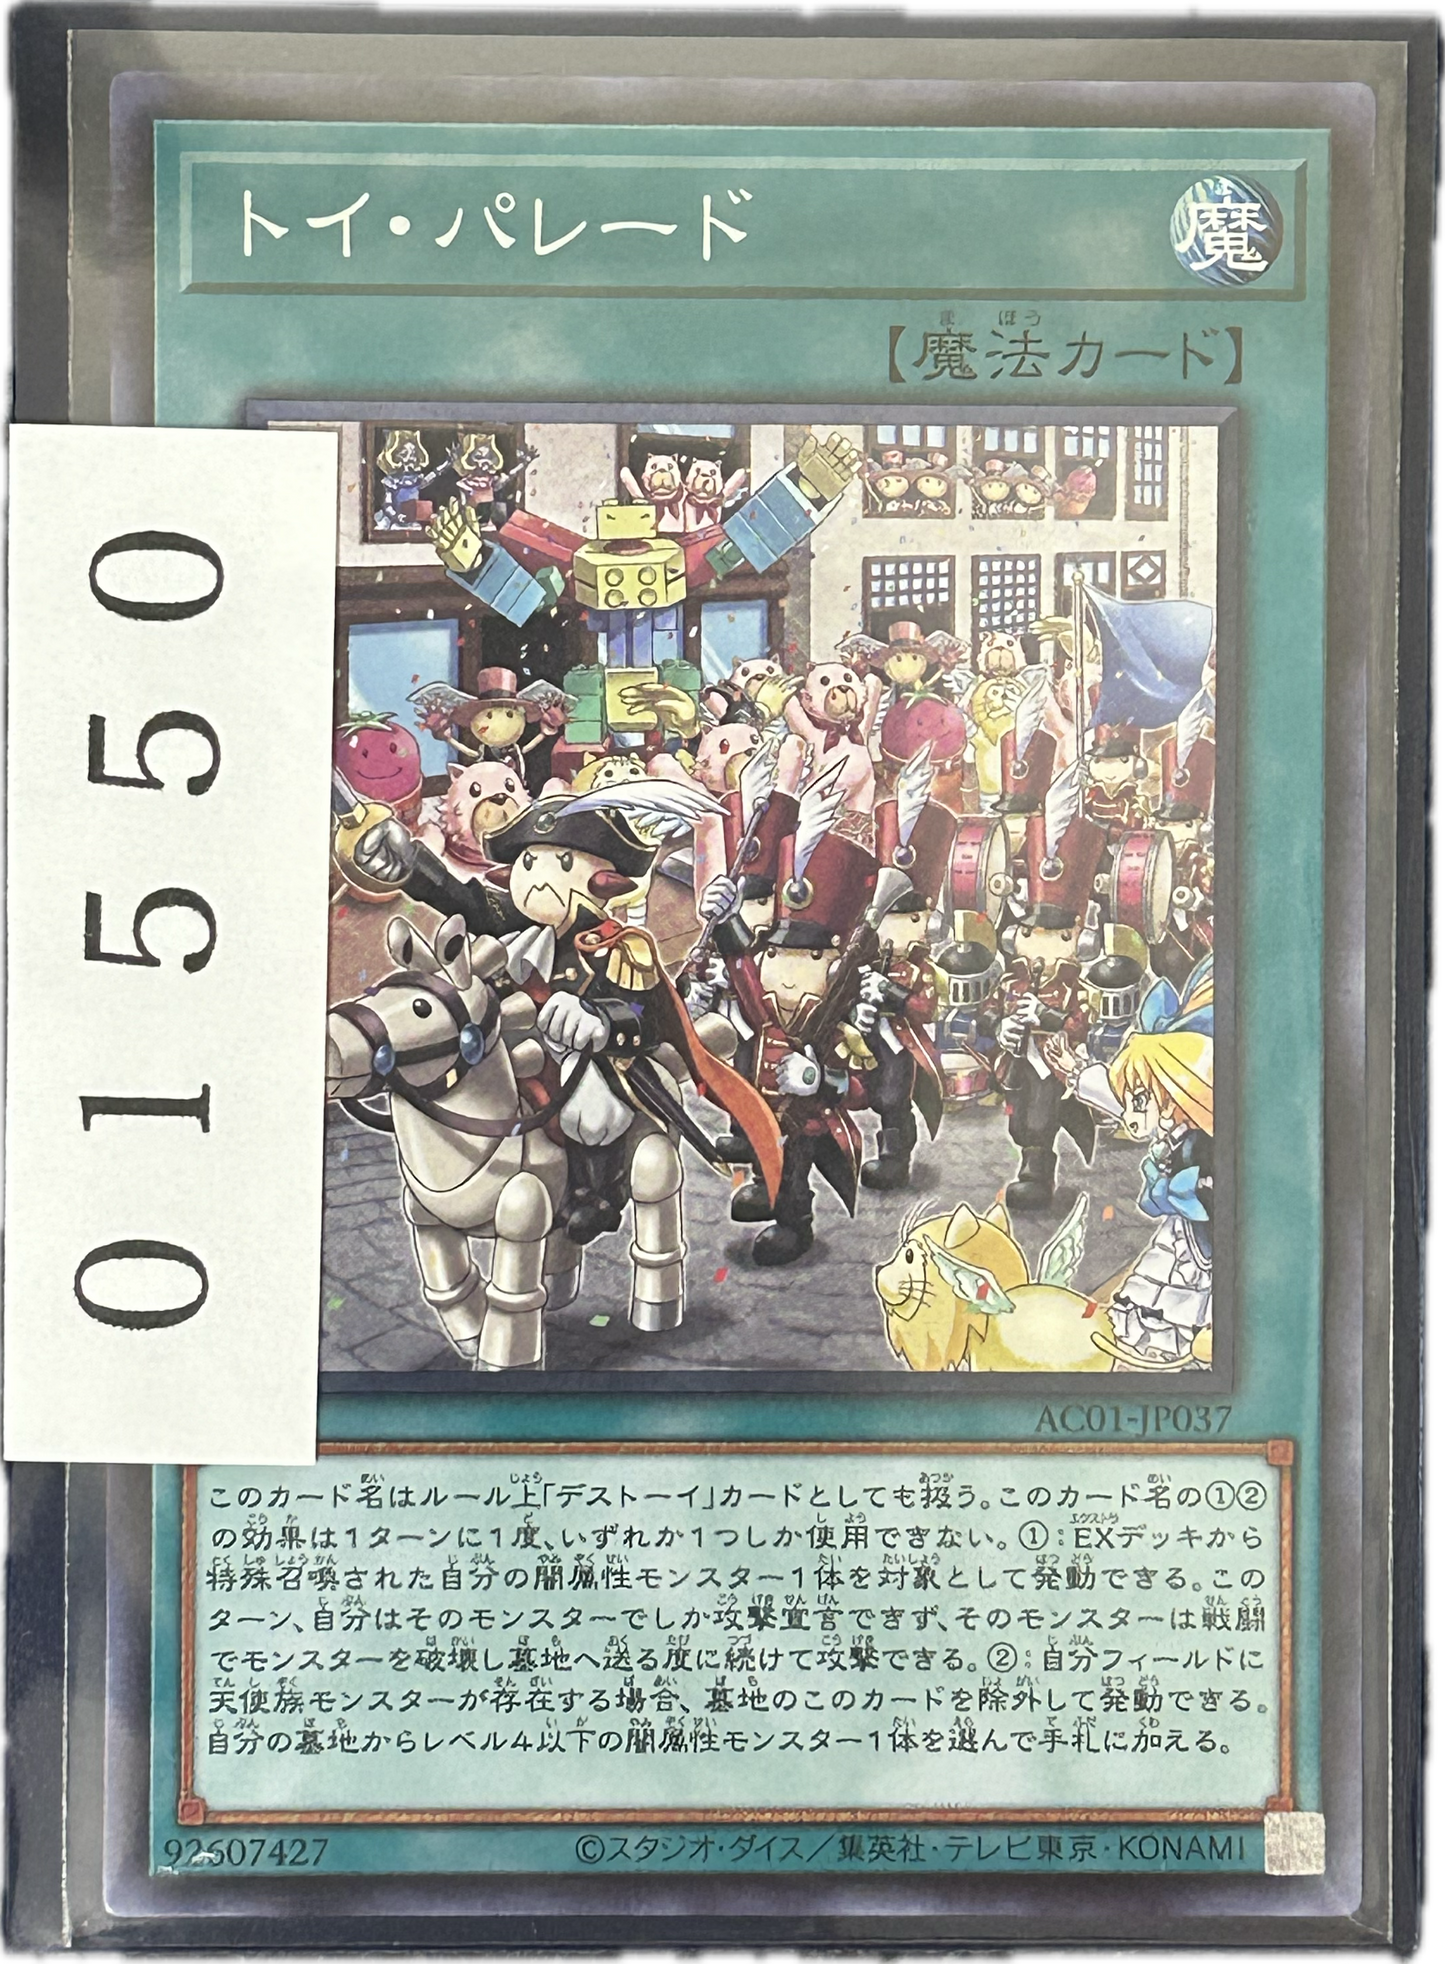 トイ・パレード
魔
【魔法カード】
01550
AC01-JP037
このカード名はルール上「デストーイ」カードとしても扱う。このカード名の①②
の効果は1ターンに1度、いずれか1つしか使用できない。①:EXデッキから
特殊召喚された自分の闇属性モンスター1体を対象として発動できる。この
ターン、自分はそのモンスターでしか攻撃宣言できず、そのモンスターは戦闘
でモンスターを破壊し墓地へ送る度に続けて攻撃できる。②:自分フィールドに
天使族モンスターが存在する場合、墓地のこのカードを除外して発動できる。
自分の墓地からレベル4以下の闇属性モンスター1体を選んで手札に加える。
92607427
©スタジオ・ダイス/集英社・テレビ東京・KONAMI